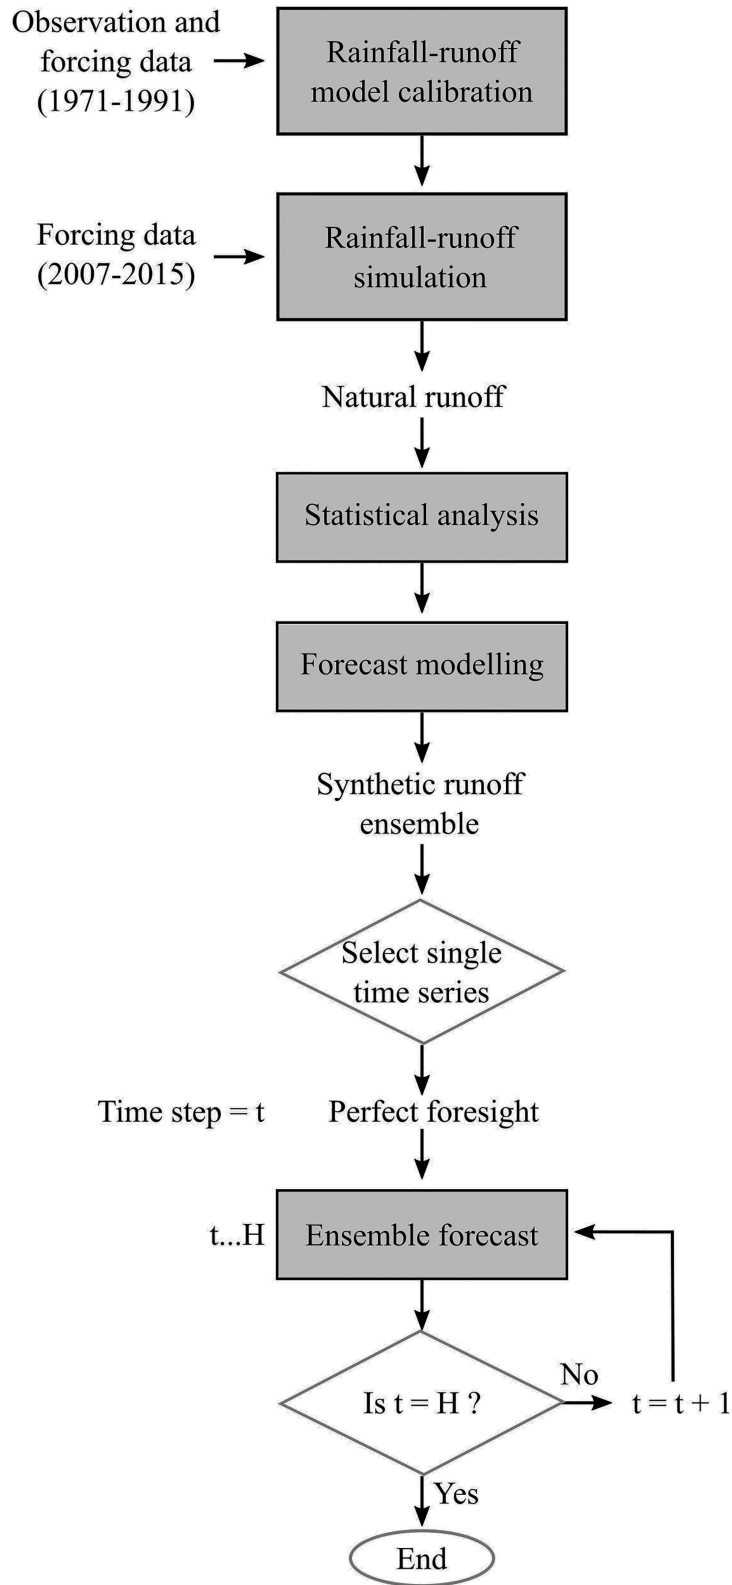 Observation and
forcing data
(1971-1991)
Rainfall-runoff
model calibration
Forcing data
(2007-2015)
Rainfall-runoff
simulation
Natural runoff
Statistical analysis
Forecast modelling
Synthetic runoff
ensemble
Select single
time series
Time step = t
Perfect foresight
t...H
Ensemble forecast
Is t = H ?
No
t = t + 1
Yes
End